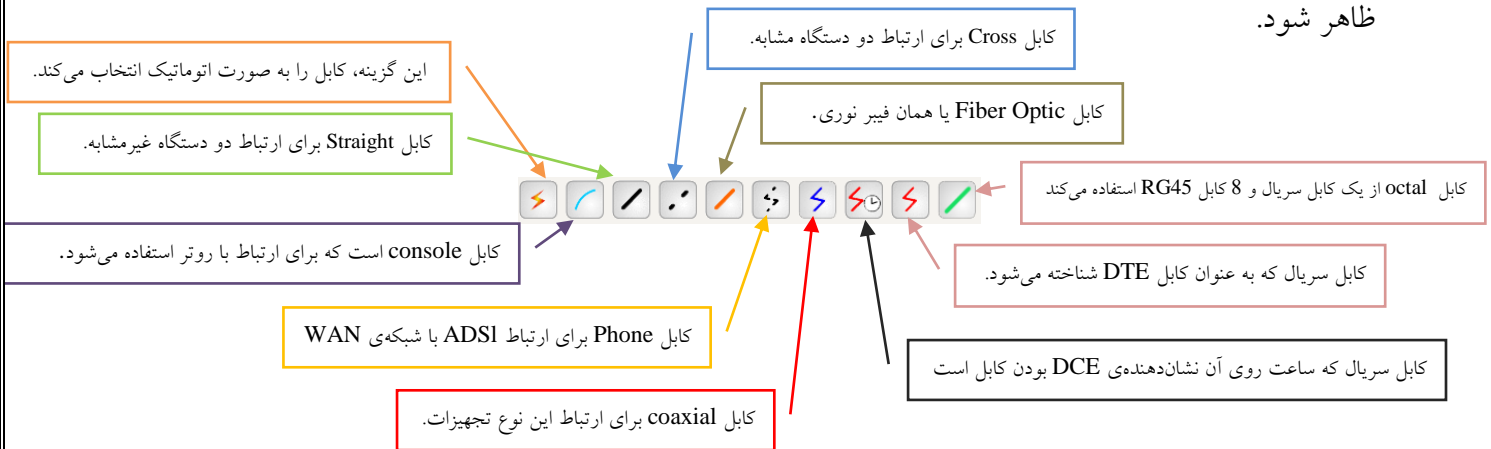 ظاهر شود.
کابل Cross برای ارتباط دو دستگاه مشابه.
این گزینه، کابل را به صورت اتوماتیک انتخاب می‌کند.
کابل Fiber Optic یا همان فیبر نوری.
کابل Straight برای ارتباط دو دستگاه غیرمشابه.
کابل octal از یک کابل سریال و 8 کابل RG45 استفاده می‌کند
کابل console است که برای ارتباط با روتر استفاده می‌شود.
کابل سریال که به عنوان کابل DTE شناخته می‌شود.
کابل Phone برای ارتباط ADSl با شبکه‌ی WAN
کابل سریال که ساعت روی آن نشان‌دهنده‌ی DCE بودن کابل است
کابل coaxial برای ارتباط این نوع تجهیزات.